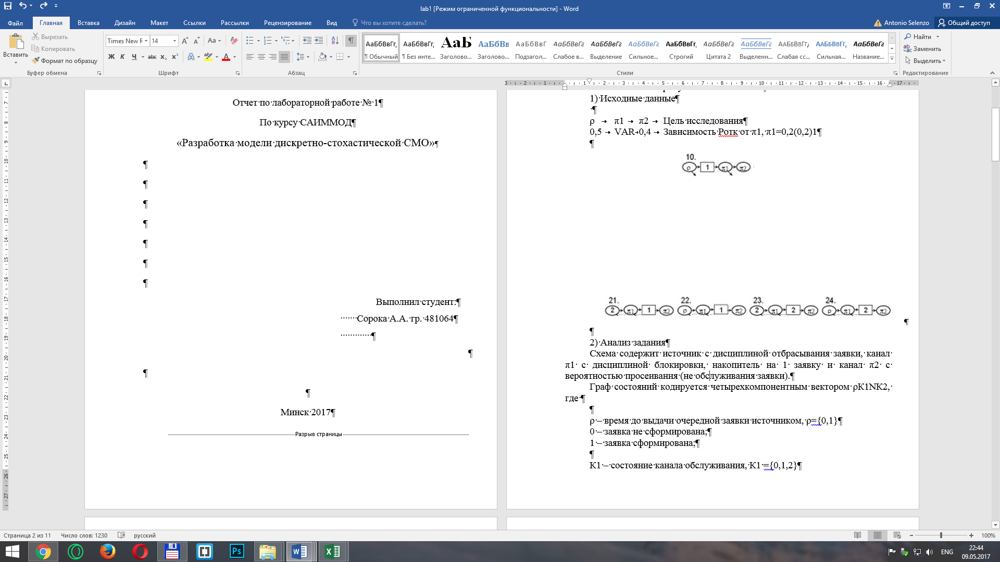 lab1 [Режим ограниченной функциональности] - Word
Файл Главная Вставка Дизайн Макет Ссылки Рассылки Рецензирование Вид Что вы хотите сделать? Antonio Selenzo Общий доступ
Вставить
Вырезать
Копировать
Формат по образцу
Буфер обмена
Times New R 14
Ж К Ч abc x₂ x²
Шрифт
Абзац
АаБбВвГг, АаБбВвГг, АаБ АаБбВв АаБбВвГ АаБбВвГг АаБбВвГг АаБбВвГг АаБбВвГг, АаБбВвГг АаБбВвГг АаБбВвГг АаБбВвГг АаБбВвГг
¶ Обычный ¶ Без инте... Заголово... Заголово... Подзагол... Слабое в... Выделение Сильное... Строгий Цитата 2 Выделенн... Слабая сс... Сильная... Название...
Стили
Найти
Заменить
Выделить
Редактирование
Отчет по лабораторной работе № 1¶
По курсу САИММОД¶
«Разработка модели дискретно-стохастической СМО»¶
Выполнил студент:¶
Сорока А.А. гр. 481064¶
Минск 2017¶
Разрыв страницы
1) Исходные данные¶
ρ → π1 → π2 → Цель исследования¶
0,5 → VAR→0,4 → Зависимость Pотк от π1, π1=0,2(0,2)1¶
10.
ρ 1 π1 π2
21. 22. 23. 24.
2 π1 1 π2 ρ π1 1 π2 2 π1 2 π2 ρ π1 2 π2
2) Анализ задания¶
Схема содержит источник с дисциплиной отбрасывания заявки, канал
π1 с дисциплиной блокировки, накопитель на 1 заявку и канал π2 с
вероятностью просеивания (не обслуживания заявки).¶
Граф состояний кодируется четырехкомпонентным вектором ρK1NK2,
где ¶
ρ – время до выдачи очередной заявки источником, ρ={0,1}¶
0 – заявка не сформирована;¶
1 – заявка сформирована;¶
К1 – состояние канала обслуживания, К1 ={0,1,2}¶
Страница 2 из 11 Число слов: 1230 русский 100%
Ps
ENG
22:44
09.05.2017